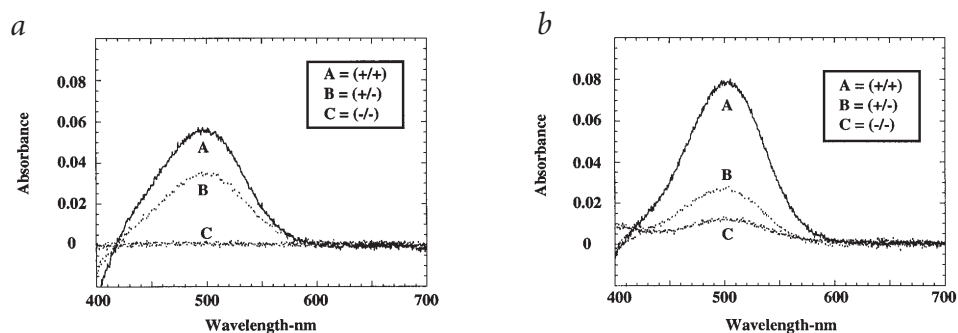 a
Absorbance
0.08
0.06
0.04
0.02
0
A = (+/+)
B = (+/-)
C = (-/-)
A
B
C
400 500 600 700
Wavelength-nm
b
Absorbance
0.08
0.06
0.04
0.02
0
A = (+/+)
B = (+/-)
C = (-/-)
A
B
C
400 500 600 700
Wavelength-nm